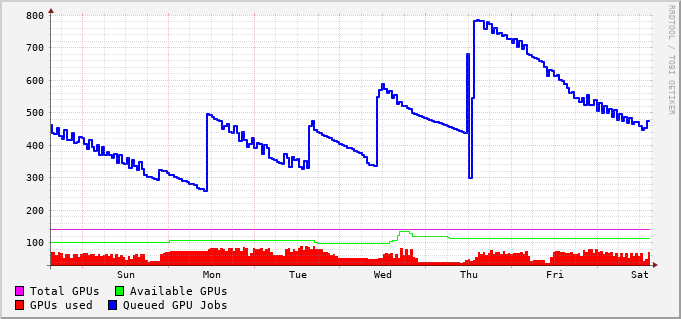 800
700
600
500
400
300
200
100
Sun Mon Tue Wed Thu Fri Sat
Total GPUs Available GPUs
GPUs used Queued GPU Jobs
RRDTOOL / TOBI OETIKER